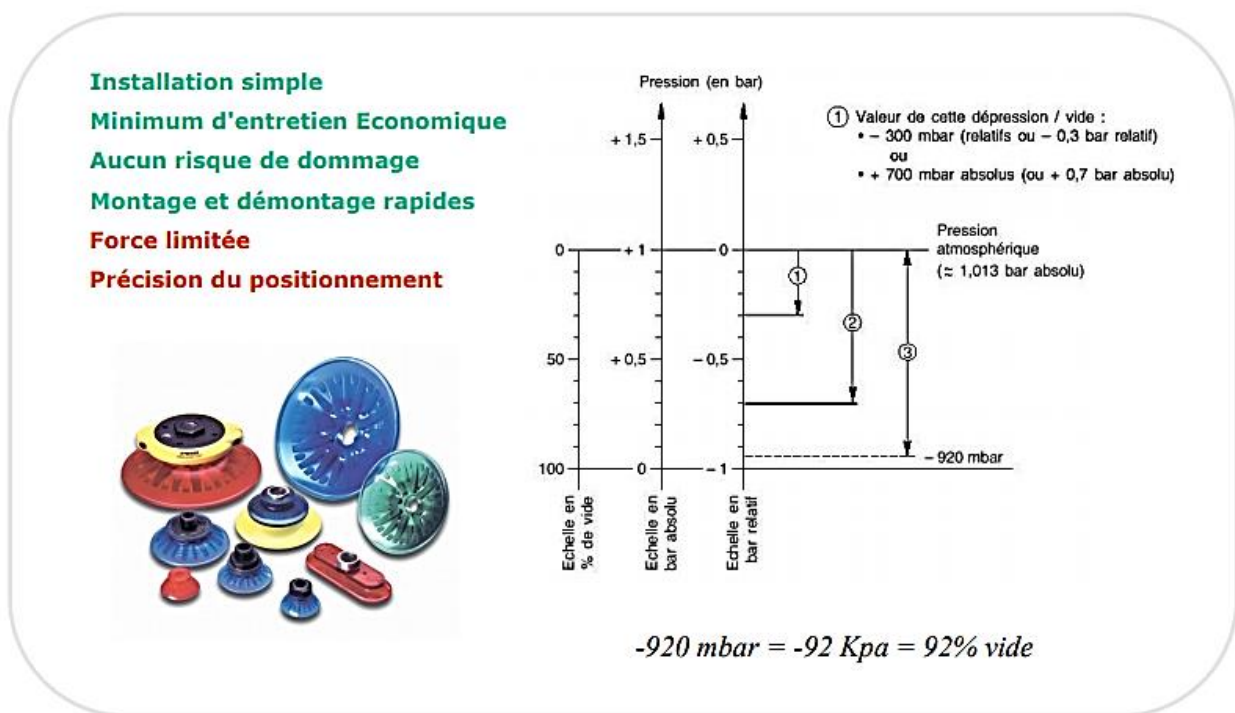 Installation simple
Minimum d'entretien Economique
Aucun risque de dommage
Montage et démontage rapides
Force limitée
Précision du positionnement
Pression (en bar)
+ 1,5
+ 0,5
① Valeur de cette dépression / vide :
• – 300 mbar (relatifs ou – 0,3 bar relatif)
ou
• + 700 mbar absolus (ou + 0,7 bar absolu)
Pression
atmosphérique
(≈ 1,013 bar absolu)
0
+ 1
0
①
②
③
50
+ 0,5
– 0,5
– 920 mbar
100
0
– 1
Echelle en
% de vide
Echelle en
bar absolu
Echelle en
bar relatif
-920 mbar = -92 Kpa = 92% vide